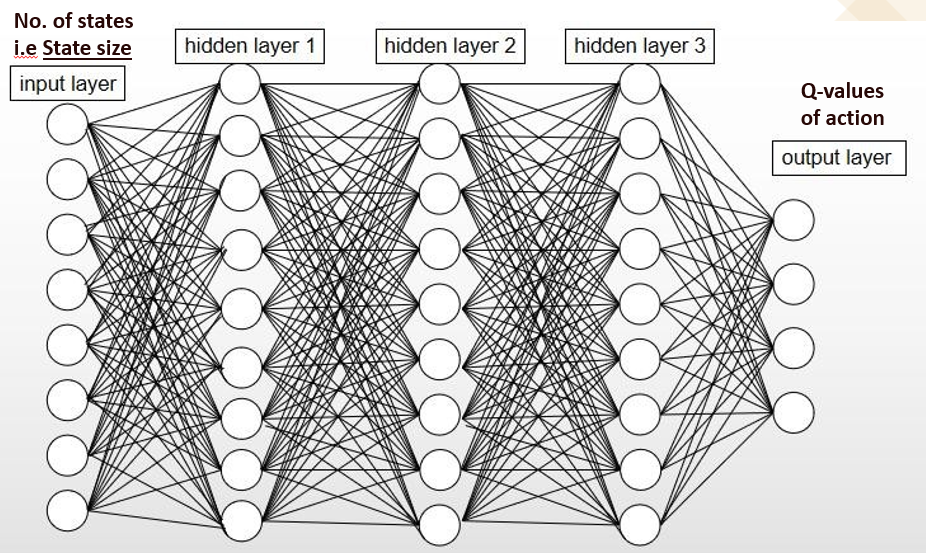 No. of states
i.e State size
input layer
hidden layer 1
hidden layer 2
hidden layer 3
Q-values
of action
output layer